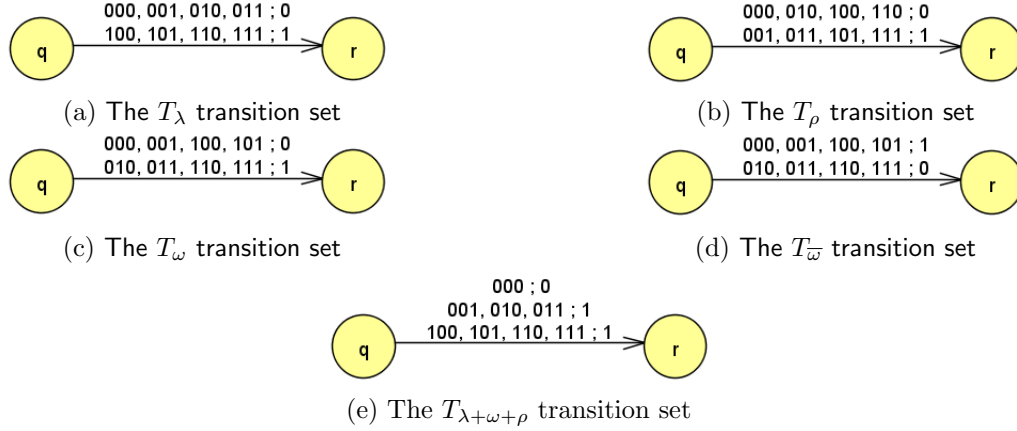 000, 001, 010, 011 ; 0
100, 101, 110, 111 ; 1
q r
(a) The T_λ transition set
000, 010, 100, 110 ; 0
001, 011, 101, 111 ; 1
q r
(b) The T_ρ transition set
000, 001, 100, 101 ; 0
010, 011, 110, 111 ; 1
q r
(c) The T_ω transition set
000, 001, 100, 101 ; 1
010, 011, 110, 111 ; 0
q r
(d) The T_ω̅ transition set
000 ; 0
001, 010, 011 ; 1
100, 101, 110, 111 ; 1
q r
(e) The T_λ+ω+ρ transition set